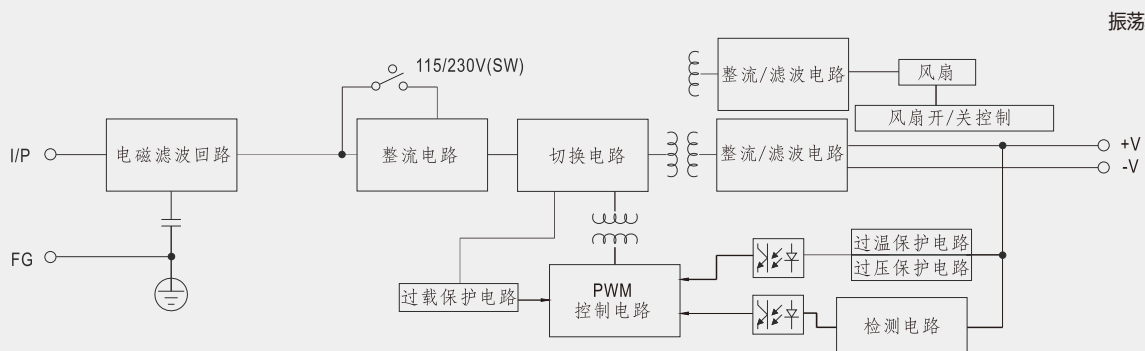 振荡
115/230V(SW)
整流/滤波电路
风扇
风扇开/关控制
I/P
电磁滤波回路
整流电路
切换电路
整流/滤波电路
+V
-V
FG
过温保护电路
过压保护电路
过载保护电路
PWM
控制电路
检测电路